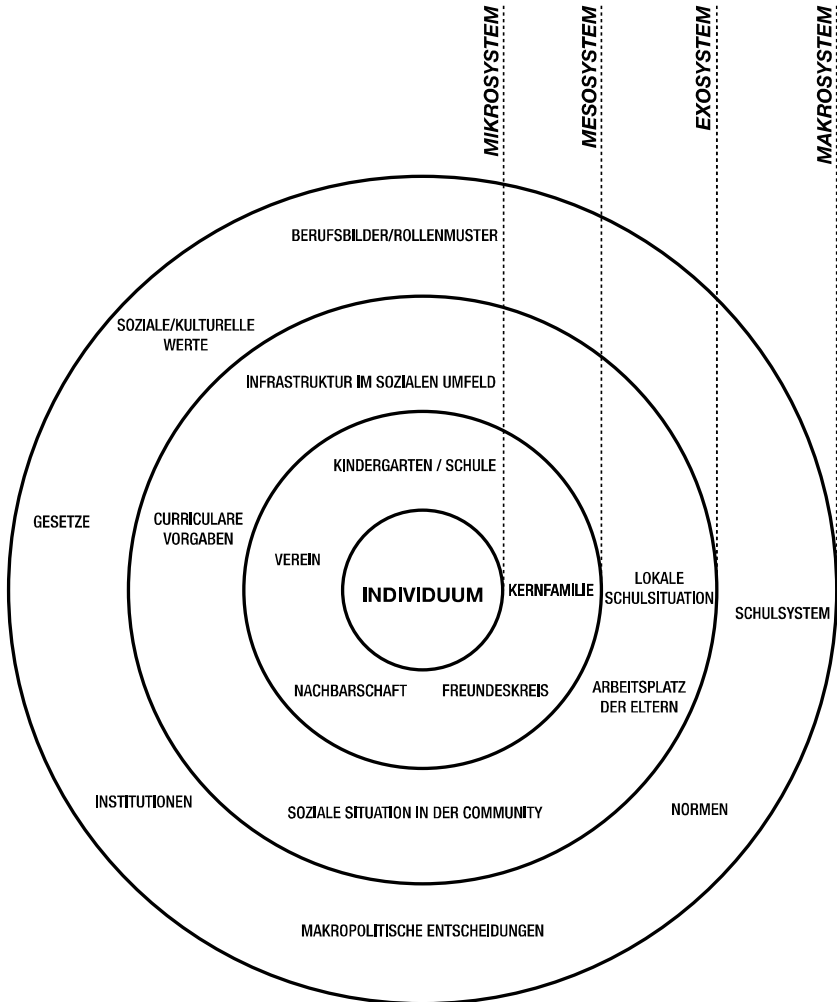 MIKROSYSTEM
MESOSYSTEM
EXOSYSTEM
MAKROSYSTEM
BERUFSBILDER/ROLLENMUSTER
SOZIALE/KULTURELLE
WERTE
INFRASTRUKTUR IM SOZIALEN UMFELD
KINDERGARTEN / SCHULE
GESETZE
CURRICULARE
VORGABEN
VEREIN
INDIVIDUUM
KERNFAMILIE
LOKALE
SCHULSITUATION
SCHULSYSTEM
NACHBARSCHAFT
FREUNDESKREIS
ARBEITSPLATZ
DER ELTERN
INSTITUTIONEN
SOZIALE SITUATION IN DER COMMUNITY
NORMEN
MAKROPOLITISCHE ENTSCHEIDUNGEN